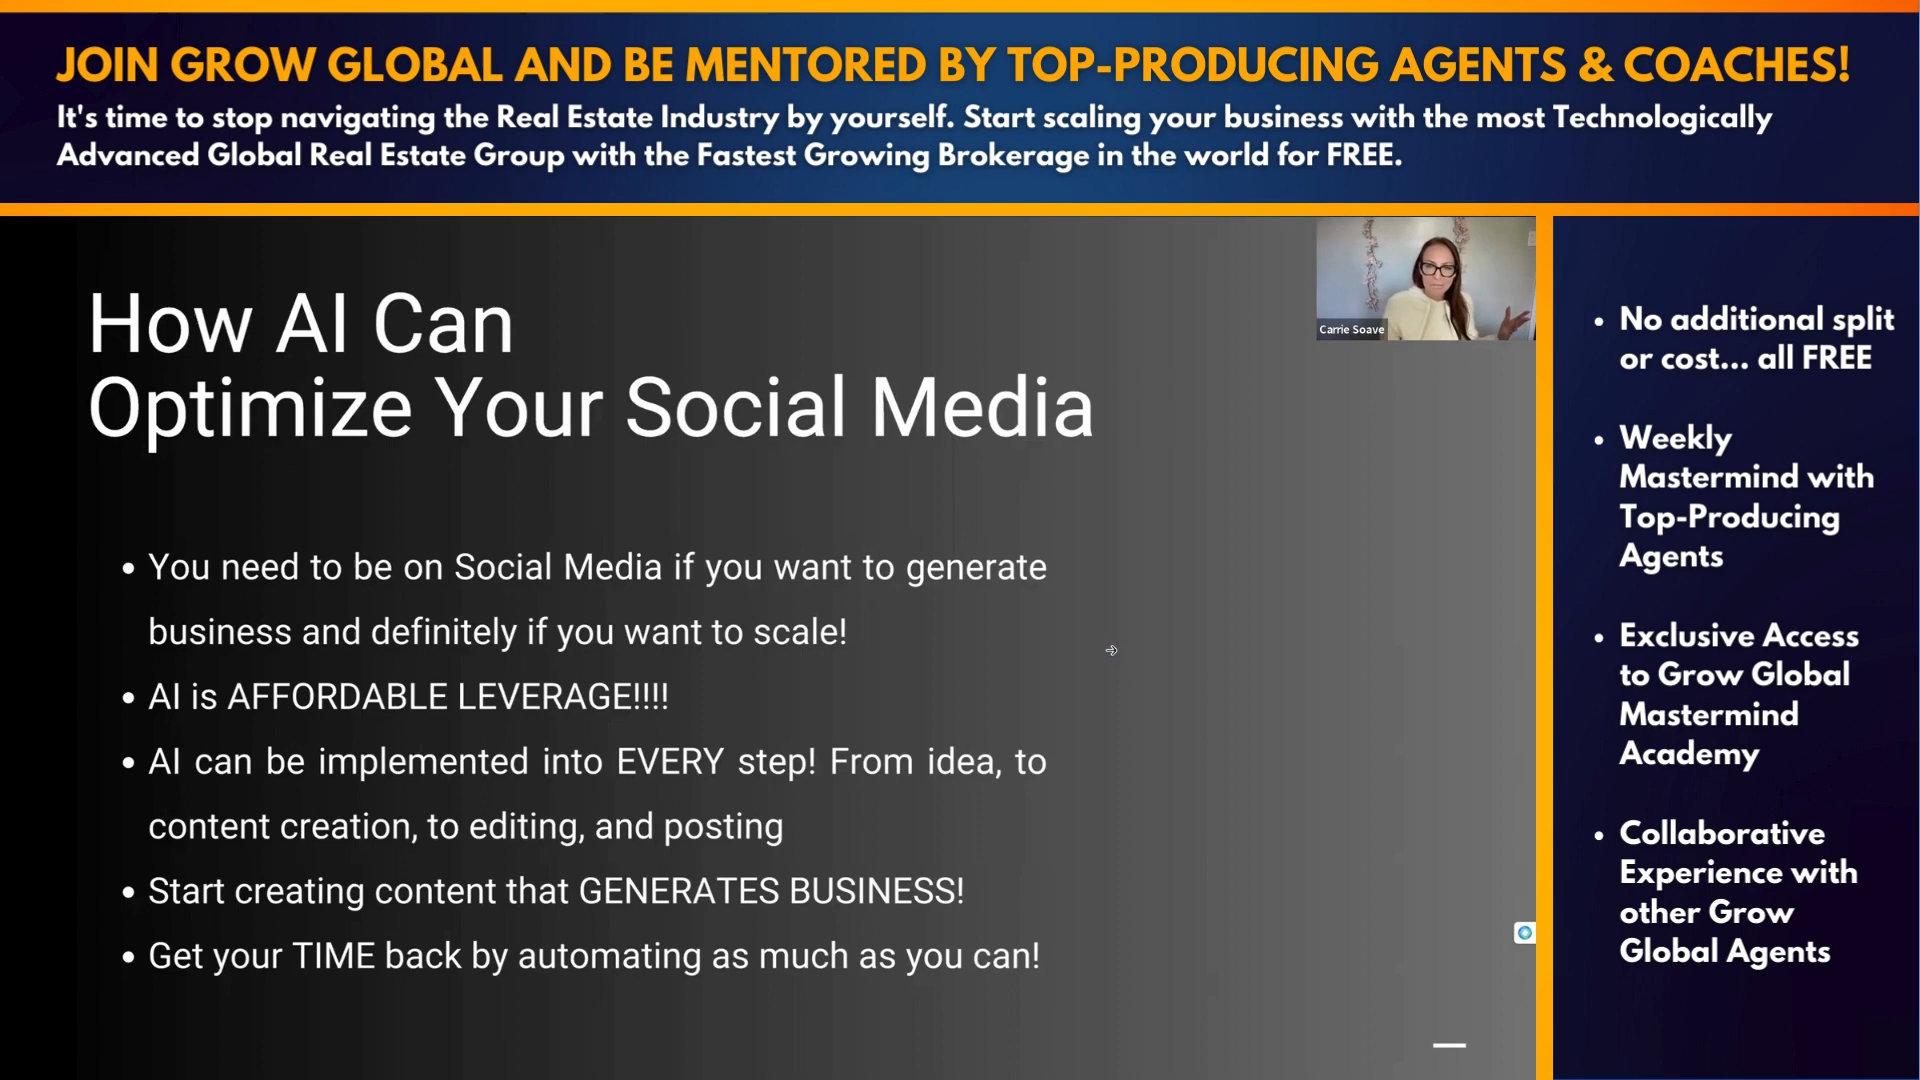 JOIN GROW GLOBAL AND BE MENTORED BY TOP-PRODUCING AGENTS & COACHES!
It's time to stop navigating the Real Estate Industry by yourself. Start scaling your business with the most Technologically
Advanced Global Real Estate Group with the Fastest Growing Brokerage in the world for FREE.
How AI Can
Optimize Your Social Media
• You need to be on Social Media if you want to generate
business and definitely if you want to scale!
• AI is AFFORDABLE LEVERAGE!!!!
• AI can be implemented into EVERY step! From idea, to
content creation, to editing, and posting
• Start creating content that GENERATES BUSINESS!
• Get your TIME back by automating as much as you can!
Carrie Soave
• No additional split
or cost... all FREE
• Weekly
Mastermind with
Top-Producing
Agents
• Exclusive Access
to Grow Global
Mastermind
Academy
• Collaborative
Experience with
other Grow
Global Agents